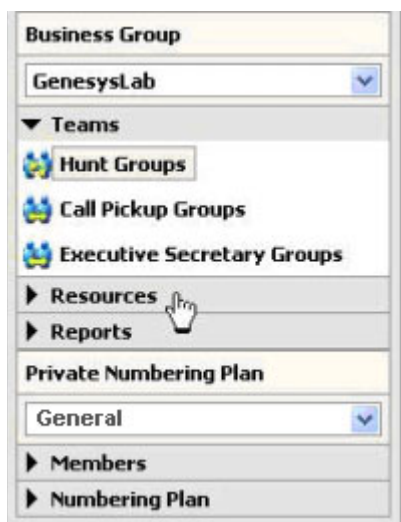 Business Group
GenesysLab
Teams
Hunt Groups
Call Pickup Groups
Executive Secretary Groups
Resources
Reports
Private Numbering Plan
General
Members
Numbering Plan